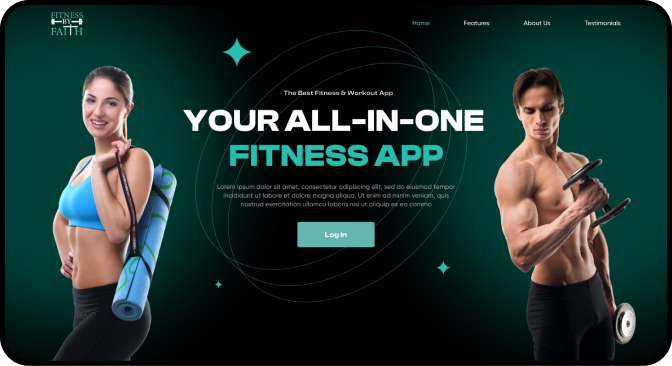 FITNESS
BY
FAITH
Home Features About Us Testimonials
- The Best Fitness & Workout App
YOUR ALL-IN-ONE
FITNESS APP
Lorem ipsum dolor sit amet, consectetur adipiscing elit, sed do eiusmod tempor
incididunt ut labore et dolore magna aliqua. Ut enim ad minim veniam, quis
nostrud exercitation ullamco laboris nisi ut aliquip ex ea commo
Log In